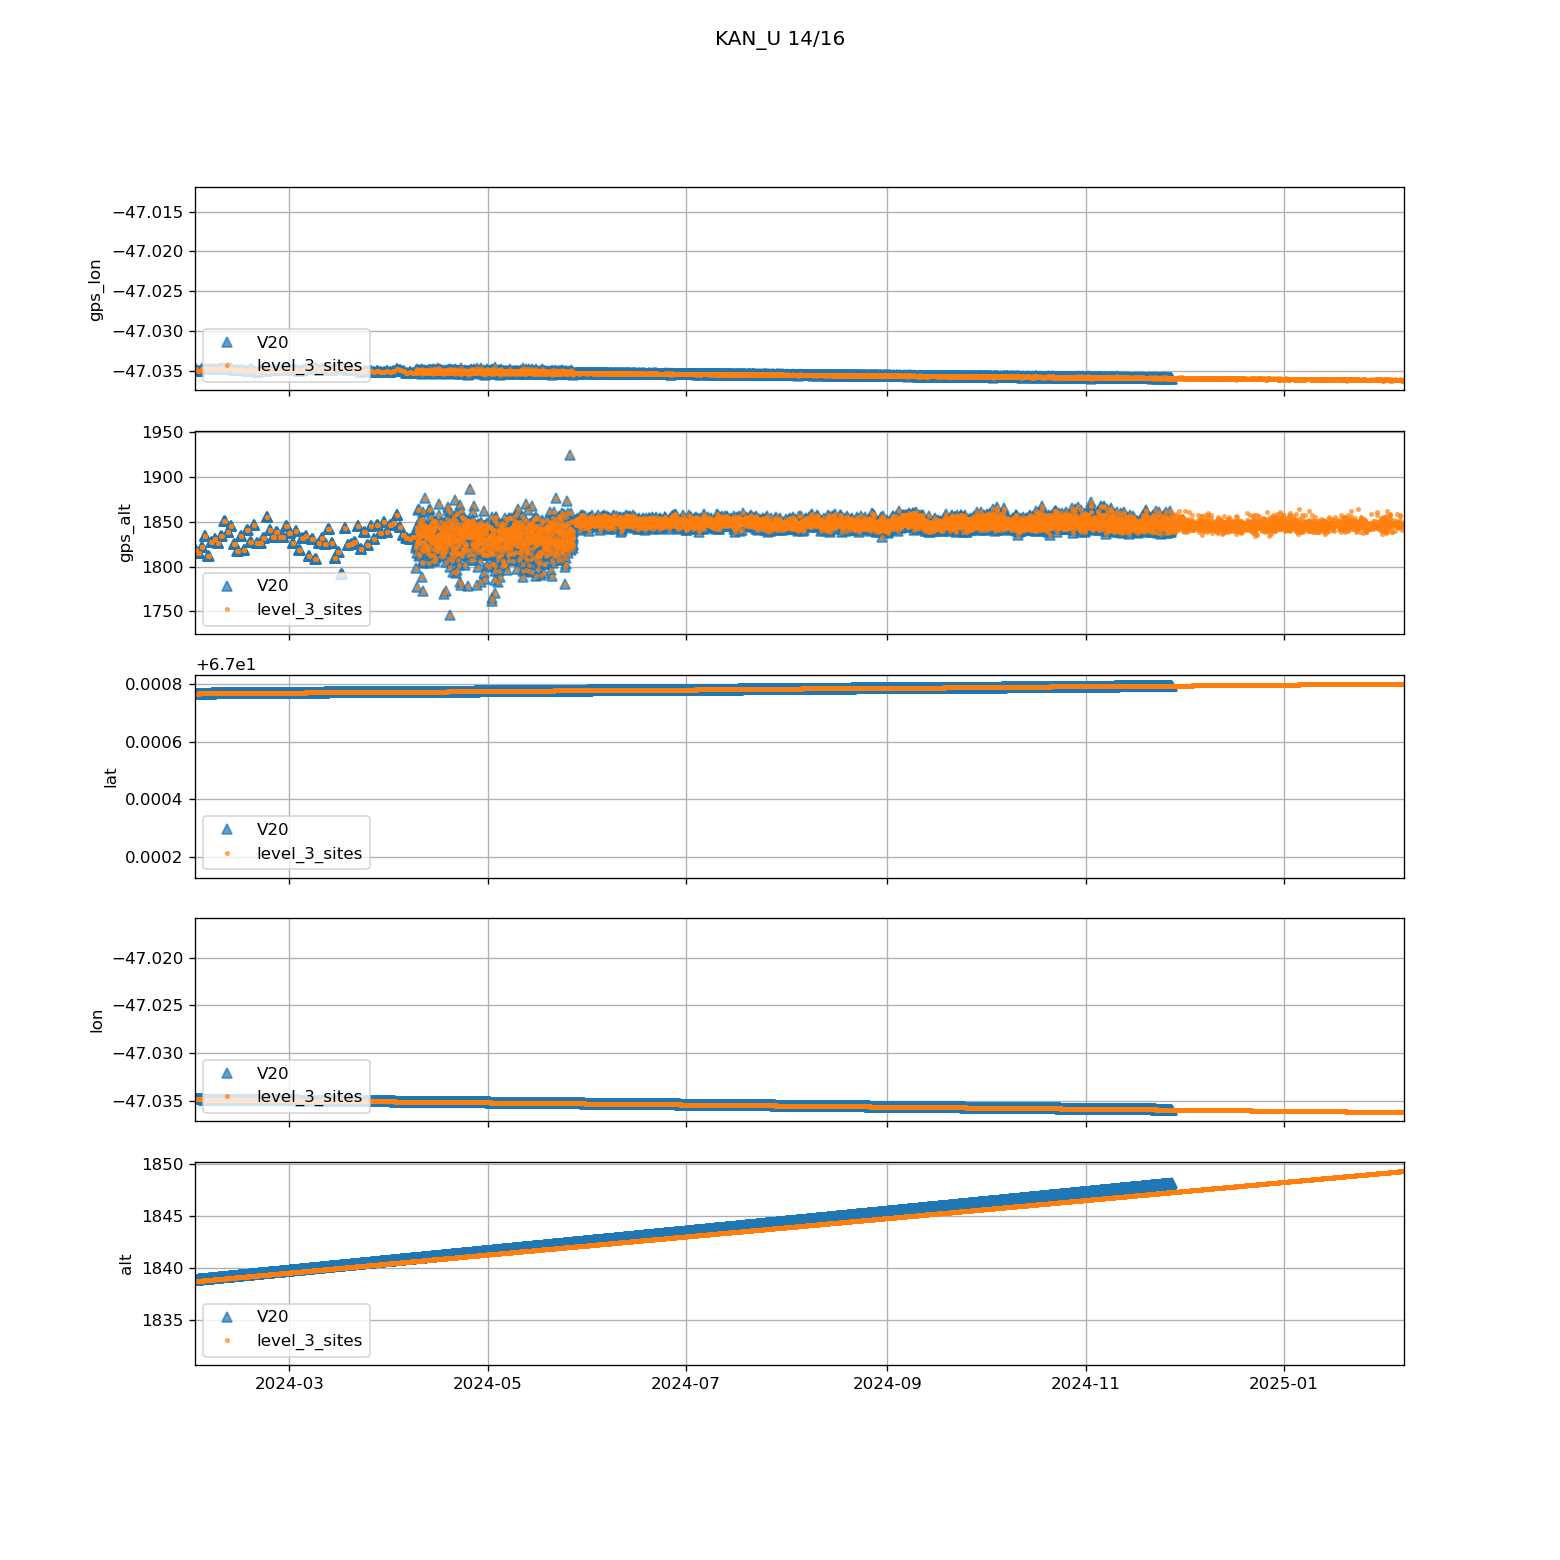 KAN_U 14/16
−47.015
−47.020
−47.025
−47.030
−47.035
gps_lon
V20
level_3_sites
1950
1900
1850
1800
1750
gps_alt
V20
level_3_sites
+6.7e1
0.0008
0.0006
0.0004
0.0002
lat
V20
level_3_sites
−47.020
−47.025
−47.030
−47.035
lon
V20
level_3_sites
1850
1845
1840
1835
alt
V20
level_3_sites
2024-03 2024-05 2024-07 2024-09 2024-11 2025-01